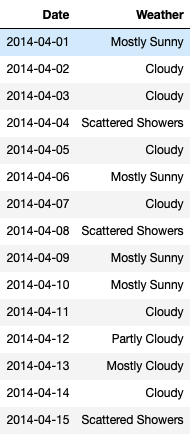 Date Weather
2014-04-01 Mostly Sunny
2014-04-02 Cloudy
2014-04-03 Cloudy
2014-04-04 Scattered Showers
2014-04-05 Cloudy
2014-04-06 Mostly Sunny
2014-04-07 Cloudy
2014-04-08 Scattered Showers
2014-04-09 Mostly Sunny
2014-04-10 Mostly Sunny
2014-04-11 Cloudy
2014-04-12 Partly Cloudy
2014-04-13 Mostly Cloudy
2014-04-14 Cloudy
2014-04-15 Scattered Showers